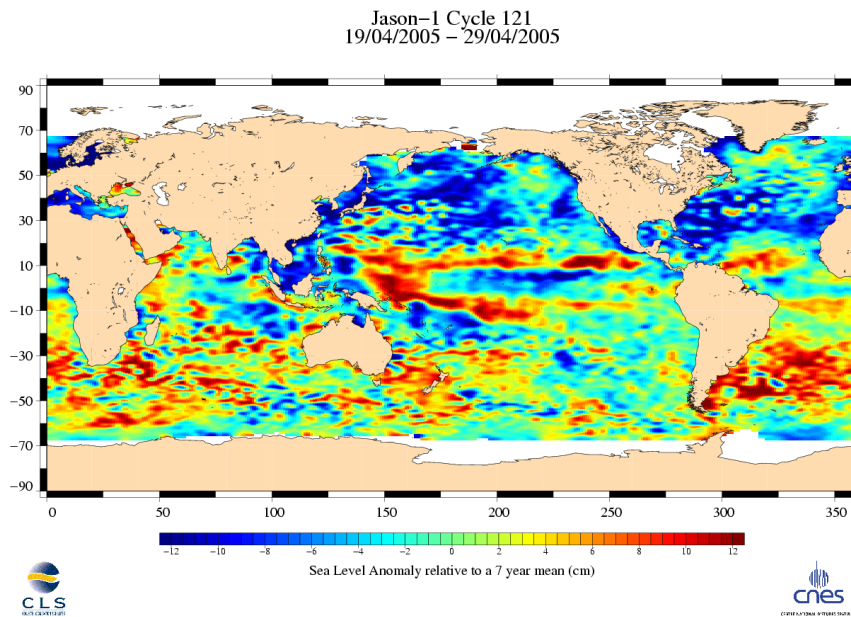 Jason−1 Cycle 121
19/04/2005 − 29/04/2005
90
70
50
30
10
−10
−30
−50
−70
−90
0 50 100 150 200 250 300 350
−12 −10 −8 −6 −4 −2 0 2 4 6 8 10 12
Sea Level Anomaly relative to a 7 year mean (cm)
CLS
cnes